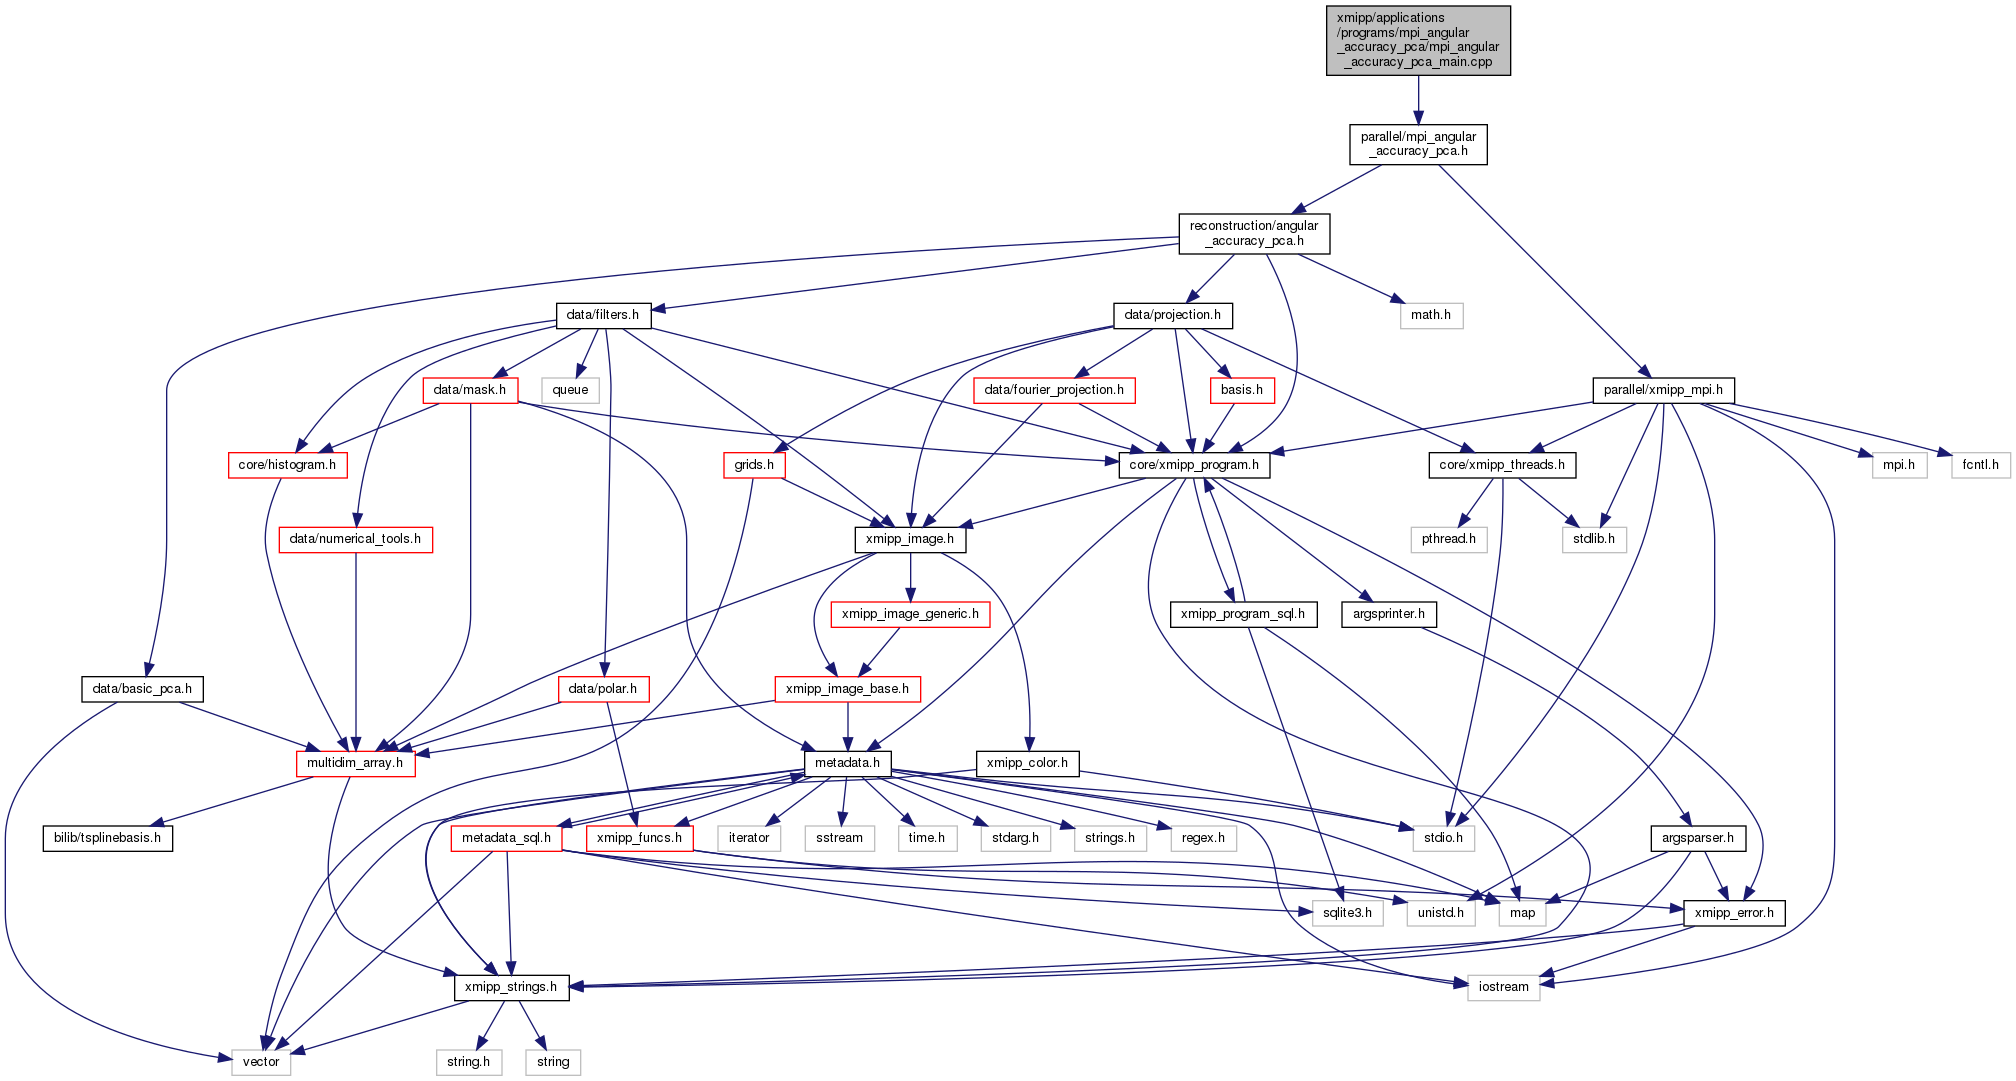 xmipp/applications
/programs/mpi_angular
_accuracy_pca/mpi_angular
_accuracy_pca_main.cpp
parallel/mpi_angular
_accuracy_pca.h
reconstruction/angular
_accuracy_pca.h
data/filters.h
data/projection.h
math.h
data/mask.h
queue
data/fourier_projection.h
basis.h
parallel/xmipp_mpi.h
core/histogram.h
grids.h
core/xmipp_program.h
core/xmipp_threads.h
mpi.h
fcntl.h
data/numerical_tools.h
xmipp_image.h
pthread.h
stdlib.h
xmipp_image_generic.h
xmipp_program_sql.h
argsprinter.h
data/basic_pca.h
data/polar.h
xmipp_image_base.h
multidim_array.h
metadata.h
xmipp_color.h
bilib/tsplinebasis.h
metadata_sql.h
xmipp_funcs.h
iterator
sstream
time.h
stdarg.h
strings.h
regex.h
stdio.h
argsparser.h
sqlite3.h
unistd.h
map
xmipp_error.h
xmipp_strings.h
iostream
vector
string.h
string